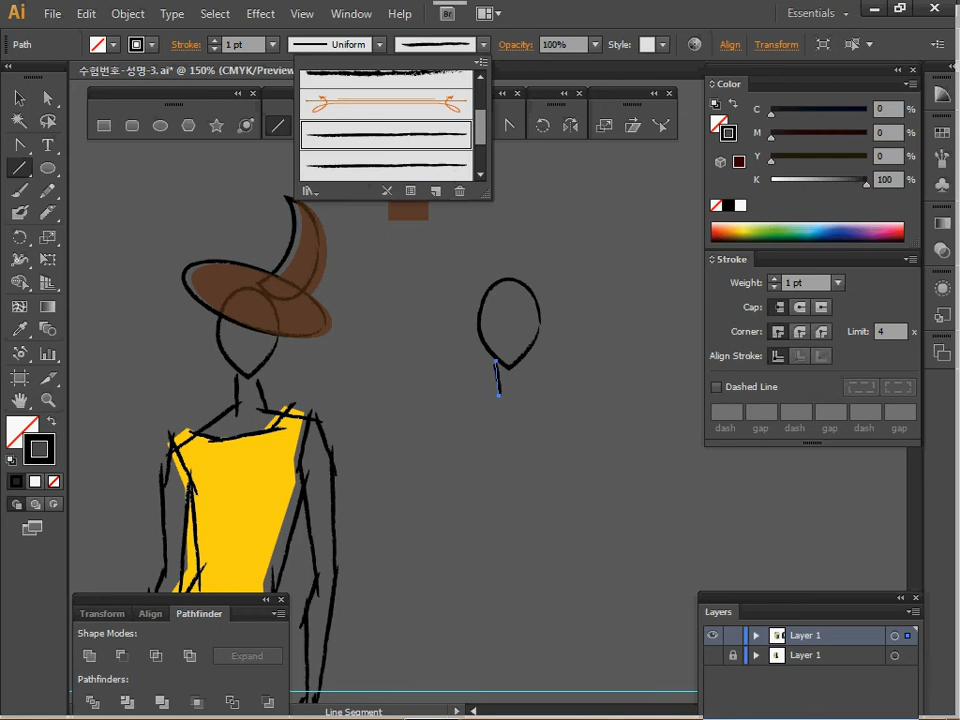 Ai File Edit Object Type Select Effect View Window Help Br Essentials
Path Stroke: 1 pt Uniform Opacity: 100% Style: Align Transform
수험번호-성명-3.ai* @ 150% (CMYK/Preview
Color
C 0 %
M 0 %
Y 0 %
K 100 %
Stroke
Weight: 1 pt
Cap:
Corner: Limit: 4 x
Align Stroke:
Dashed Line
dash gap dash gap dash gap
Transform Align Pathfinder
Shape Modes:
Expand
Pathfinders:
Layers
Layer 1
Layer 1
Line Segment